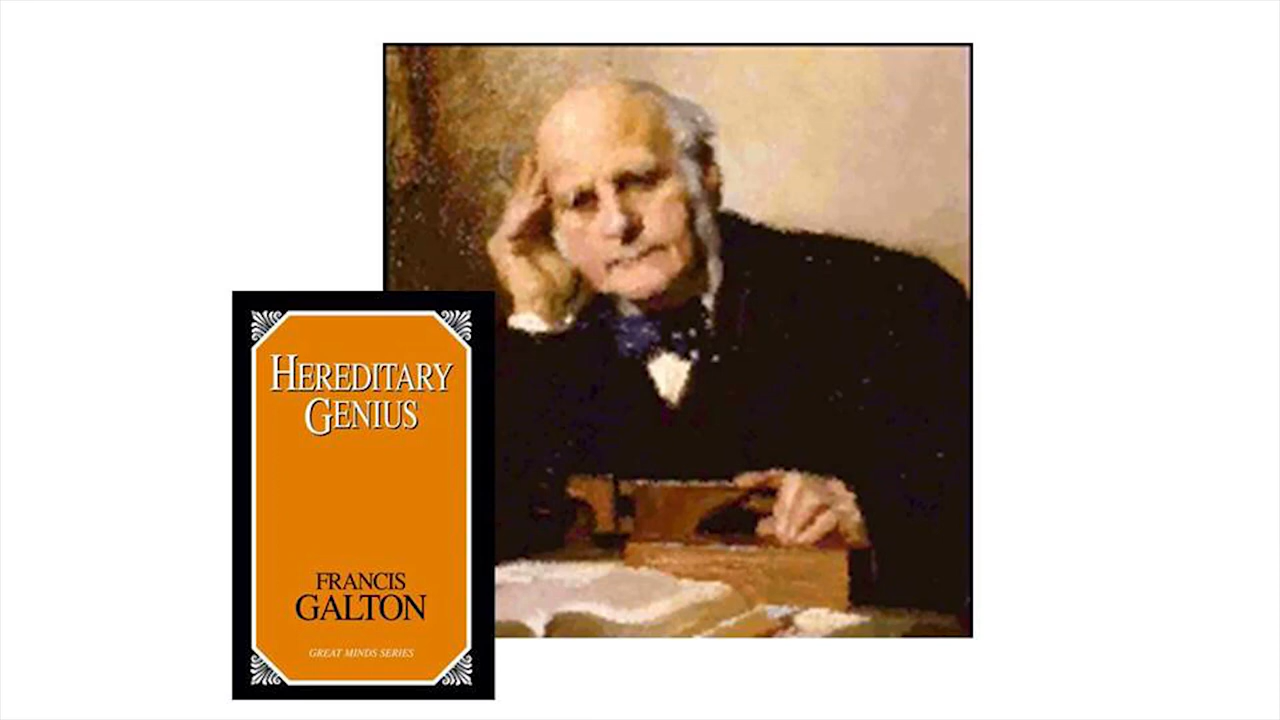 HEREDITARY
GENIUS
FRANCIS
GALTON
GREAT MINDS SERIES